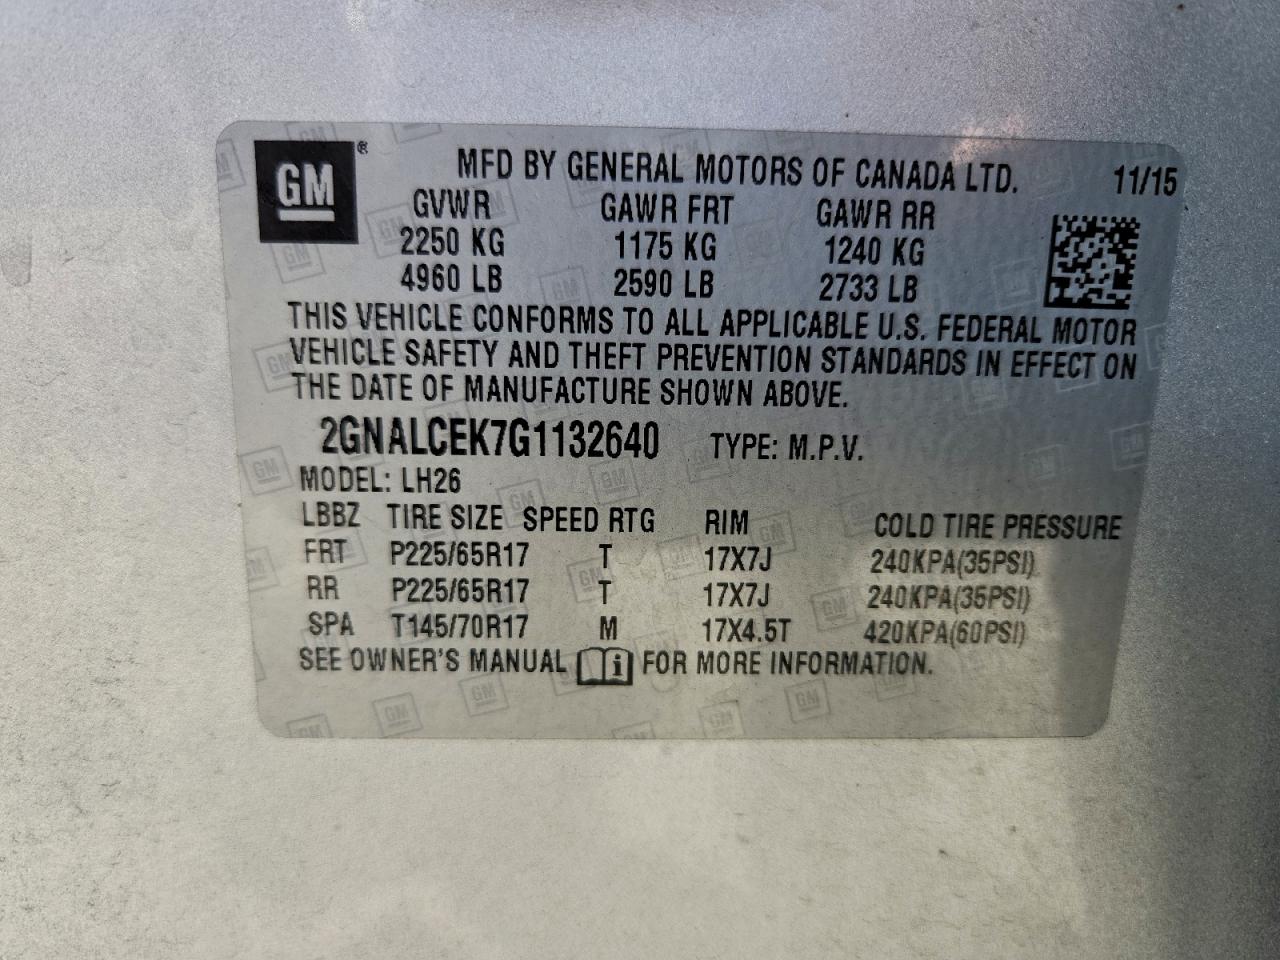 GM ® MFD BY GENERAL MOTORS OF CANADA LTD. 11/15
GVWR GAWR FRT GAWR RR
2250 KG 1175 KG 1240 KG
4960 LB 2590 LB 2733 LB
THIS VEHICLE CONFORMS TO ALL APPLICABLE U.S. FEDERAL MOTOR
VEHICLE SAFETY AND THEFT PREVENTION STANDARDS IN EFFECT ON
THE DATE OF MANUFACTURE SHOWN ABOVE.
2GNALCEK7G1132640 TYPE: M.P.V.
MODEL: LH26
LBBZ TIRE SIZE SPEED RTG RIM COLD TIRE PRESSURE
FRT P225/65R17 T 17X7J 240KPA(35PSI)
RR P225/65R17 T 17X7J 240KPA(35PSI)
SPA T145/70R17 M 17X4.5T 420KPA(60PSI)
SEE OWNER'S MANUAL i FOR MORE INFORMATION.